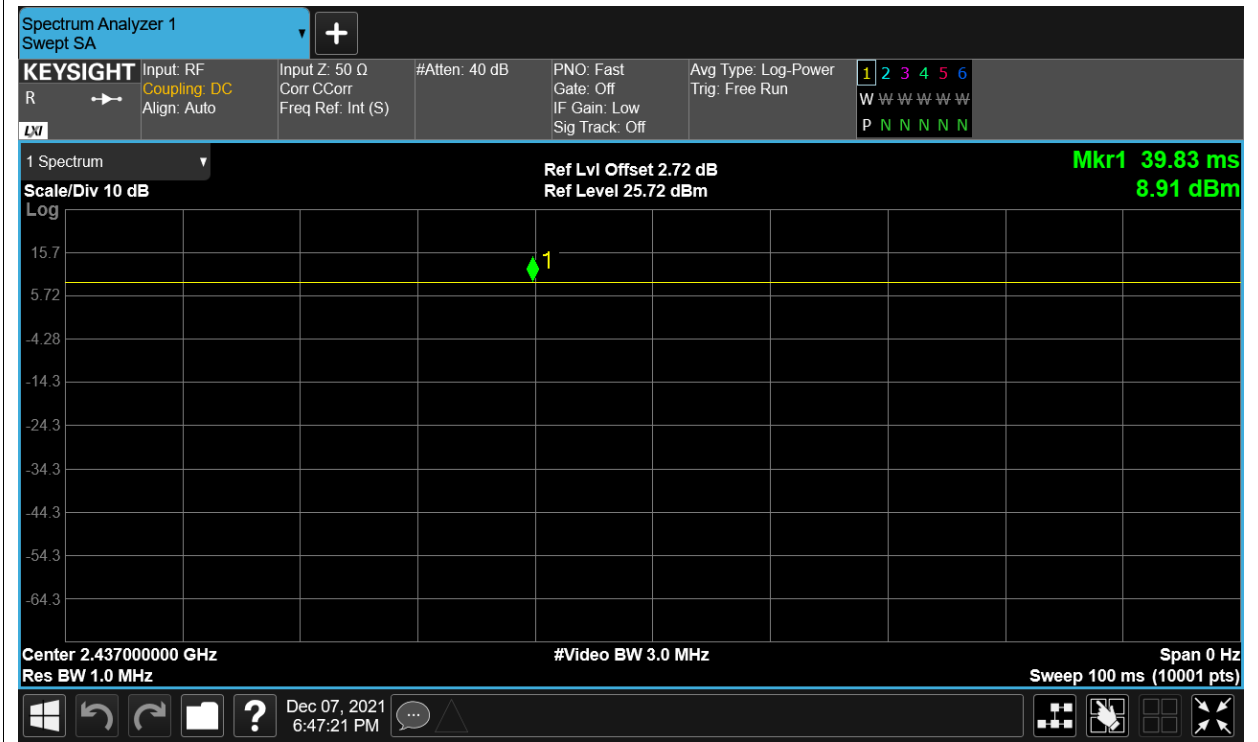 Spectrum Analyzer 1
Swept SA
KEYSIGHT
R
LXI
Input: RF
Coupling: DC
Align: Auto
Input Z: 50 Ω
Corr CCorr
Freq Ref: Int (S)
#Atten: 40 dB
PNO: Fast
Gate: Off
IF Gain: Low
Sig Track: Off
Avg Type: Log-Power
Trig: Free Run
1 2 3 4 5 6
W W W W W W
P N N N N N
1 Spectrum
Scale/Div 10 dB
Log
Ref Lvl Offset 2.72 dB
Ref Level 25.72 dBm
Mkr1 39.83 ms
8.91 dBm
1
15.7
5.72
-4.28
-14.3
-24.3
-34.3
-44.3
-54.3
-64.3
Center 2.437000000 GHz
Res BW 1.0 MHz
#Video BW 3.0 MHz
Span 0 Hz
Sweep 100 ms (10001 pts)
?
Dec 07, 2021
6:47:21 PM